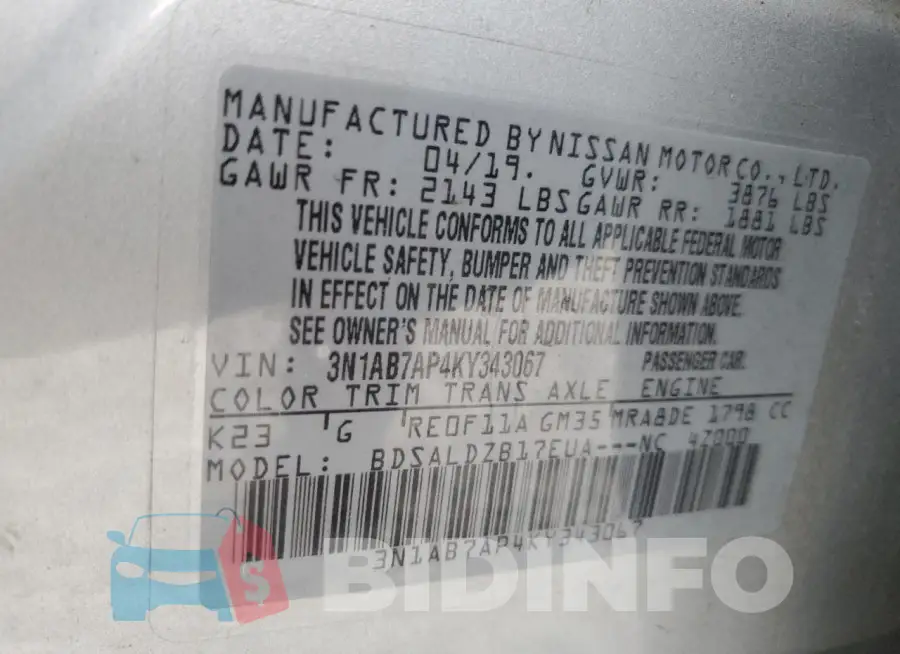 MANUFACTURED BY NISSAN MOTOR CO., LTD.
DATE: 04/19. GVWR: 3876 LBS
GAWR FR: 2143 LBS GAWR RR: 1881 LBS
THIS VEHICLE CONFORMS TO ALL APPLICABLE FEDERAL MOTOR
VEHICLE SAFETY, BUMPER AND THEFT PREVENTION STANDARDS
IN EFFECT ON THE DATE OF MANUFACTURE SHOWN ABOVE.
SEE OWNER'S MANUAL FOR ADDITIONAL INFORMATION.
VIN: 3N1AB7AP4KY343067 PASSENGER CAR.
COLOR TRIM TRANS AXLE ENGINE
K23 G RE0F11A GM35 MRA8DE 1798 CC
MODEL: BDSALDZB17EUA---NC 4Z000
3N1AB7AP4KY343067
$ BIDINFO